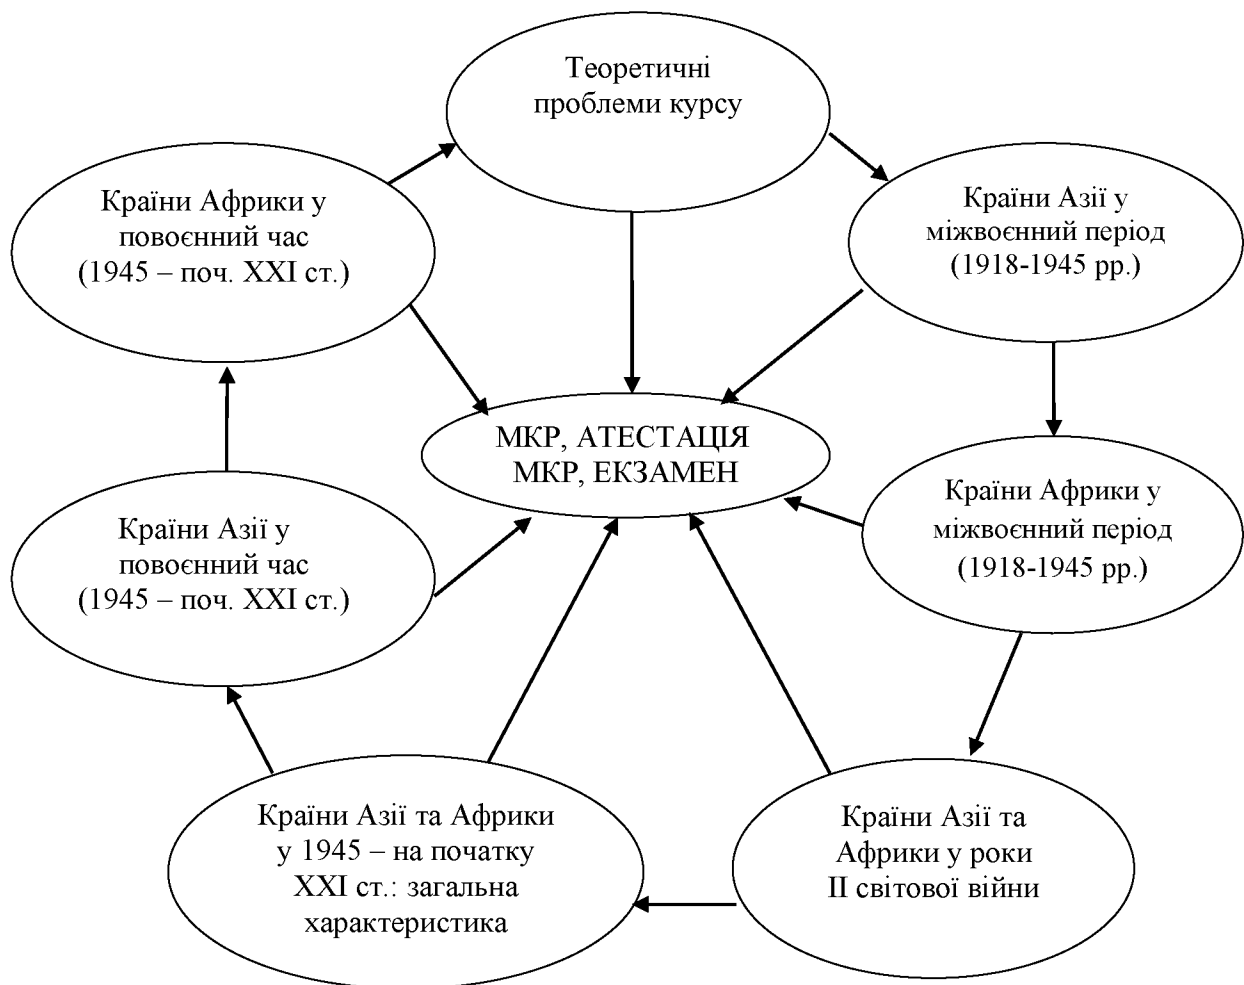 Теоретичні
проблеми курсу
Країни Африки у
повоєнний час
(1945 – поч. XXI ст.)
Країни Азії у
міжвоєнний період
(1918-1945 рр.)
МКР, АТЕСТАЦІЯ
МКР, ЕКЗАМЕН
Країни Африки у
міжвоєнний період
(1918-1945 рр.)
Країни Азії у
повоєнний час
(1945 – поч. XXI ст.)
Країни Азії та Африки
у 1945 – на початку
XXI ст.: загальна
характеристика
Країни Азії та
Африки у роки
II світової війни